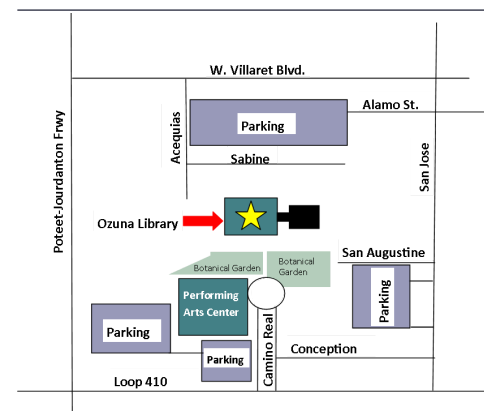 W. Villaret Blvd.
Alamo St.
Parking
Acequias
Sabine
San Jose
Poteet-Jourdanton Frwy
Ozuna Library
San Augustine
Botanical Garden
Botanical
Garden
Performing
Arts Center
Parking
Parking
Parking
Camino Real
Conception
Loop 410